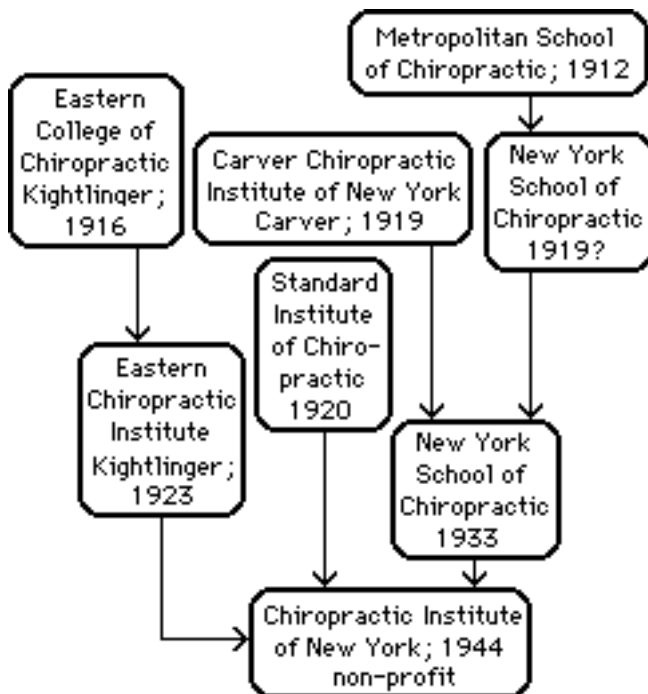 Metropolitan School
of Chiropractic; 1912
Eastern
College of
Chiropractic
Kightlinger;
1916
Carver Chiropractic
Institute of New York
Carver; 1919
New York
School of
Chiropractic
1919?
Standard
Institute
of Chiro-
practic
1920
Eastern
Chiropractic
Institute
Kightlinger;
1923
New York
School of
Chiropractic
1933
Chiropractic Institute
of New York; 1944
non-profit